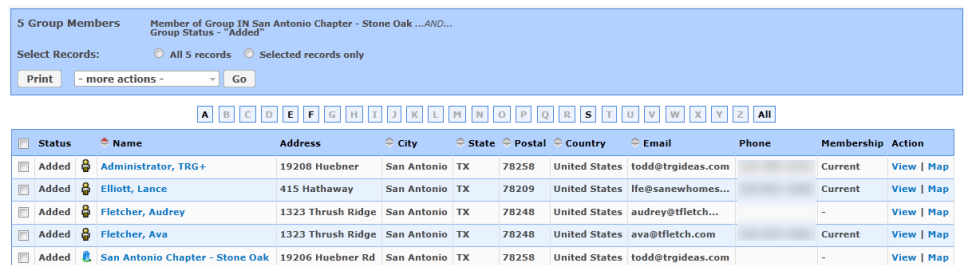 5 Group Members Member of Group IN San Antonio Chapter - Stone Oak ...AND...
Group Status - "Added"
Select Records: All 5 records Selected records only
Print - more actions - Go
A B C D E F G H I J K L M N O P Q R S T U V W X Y Z All
Status Name Address City State Postal Country Email Phone Membership Action
Added Administrator, TRG+ 19208 Huebner San Antonio TX 78258 United States todd@trgideas.com Current View | Map
Added Elliott, Lance 415 Hathaway San Antonio TX 78209 United States lfe@sanewhomes... Current View | Map
Added Fletcher, Audrey 1323 Thrush Ridge San Antonio TX 78248 United States audrey@tfletch... - View | Map
Added Fletcher, Ava 1323 Thrush Ridge San Antonio TX 78248 United States ava@tfletch.com Current View | Map
Added San Antonio Chapter - Stone Oak 19206 Huebner Rd San Antonio TX 78258 United States todd@trgideas.com - View | Map